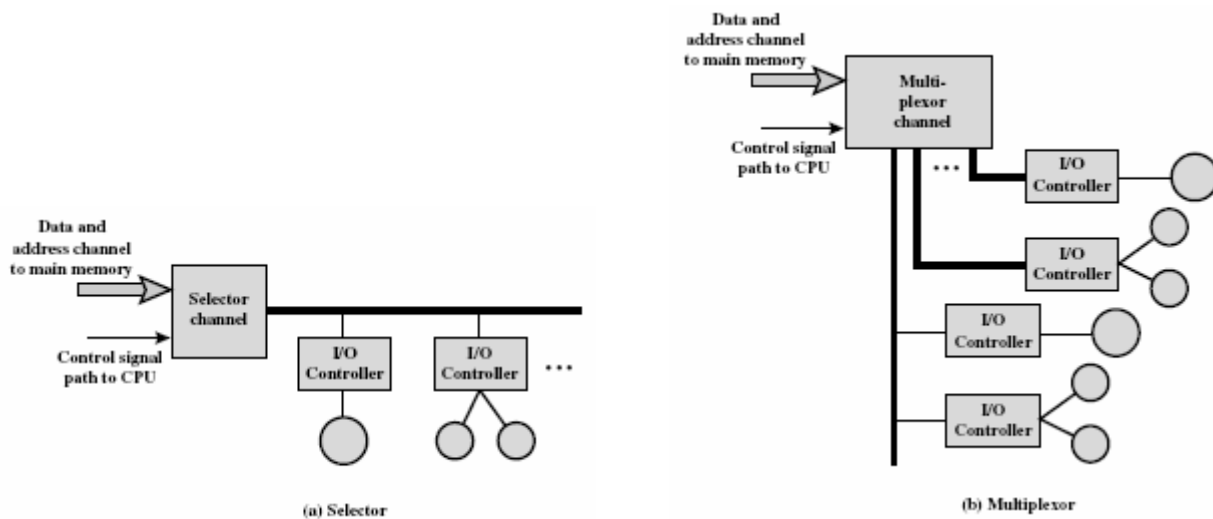 Data and
address channel
to main memory
Selector
channel
Control signal
path to CPU
I/O
Controller
I/O
Controller
...
(a) Selector
Data and
address channel
to main memory
Multi-
plexor
channel
Control signal
path to CPU
...
I/O
Controller
I/O
Controller
I/O
Controller
I/O
Controller
(b) Multiplexor